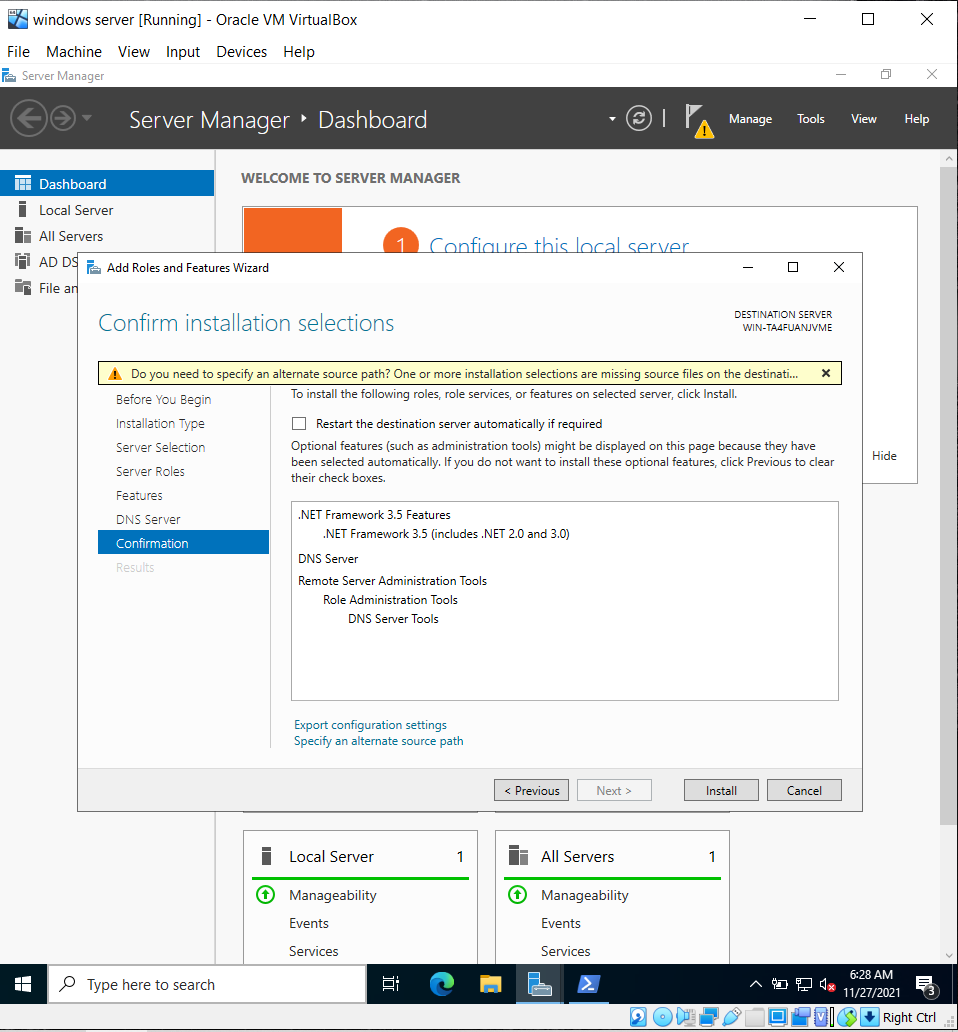 windows server [Running] - Oracle VM VirtualBox
File Machine View Input Devices Help
Server Manager
Server Manager Dashboard
Manage Tools View Help
Dashboard
Local Server
All Servers
AD DS
File an
WELCOME TO SERVER MANAGER
1 Configure this local server
Hide
Add Roles and Features Wizard
Confirm installation selections
DESTINATION SERVER
WIN-TA4FUANJVME
Do you need to specify an alternate source path? One or more installation selections are missing source files on the destinati...
Before You Begin
Installation Type
Server Selection
Server Roles
Features
DNS Server
Confirmation
Results
To install the following roles, role services, or features on selected server, click Install.
Restart the destination server automatically if required
Optional features (such as administration tools) might be displayed on this page because they have
been selected automatically. If you do not want to install these optional features, click Previous to clear
their check boxes.
.NET Framework 3.5 Features
.NET Framework 3.5 (includes .NET 2.0 and 3.0)
DNS Server
Remote Server Administration Tools
Role Administration Tools
DNS Server Tools
Export configuration settings
Specify an alternate source path
< Previous Next > Install Cancel
Local Server 1
Manageability
Events
Services
All Servers 1
Manageability
Events
Services
Type here to search
6:28 AM
11/27/2021
3
Right Ctrl